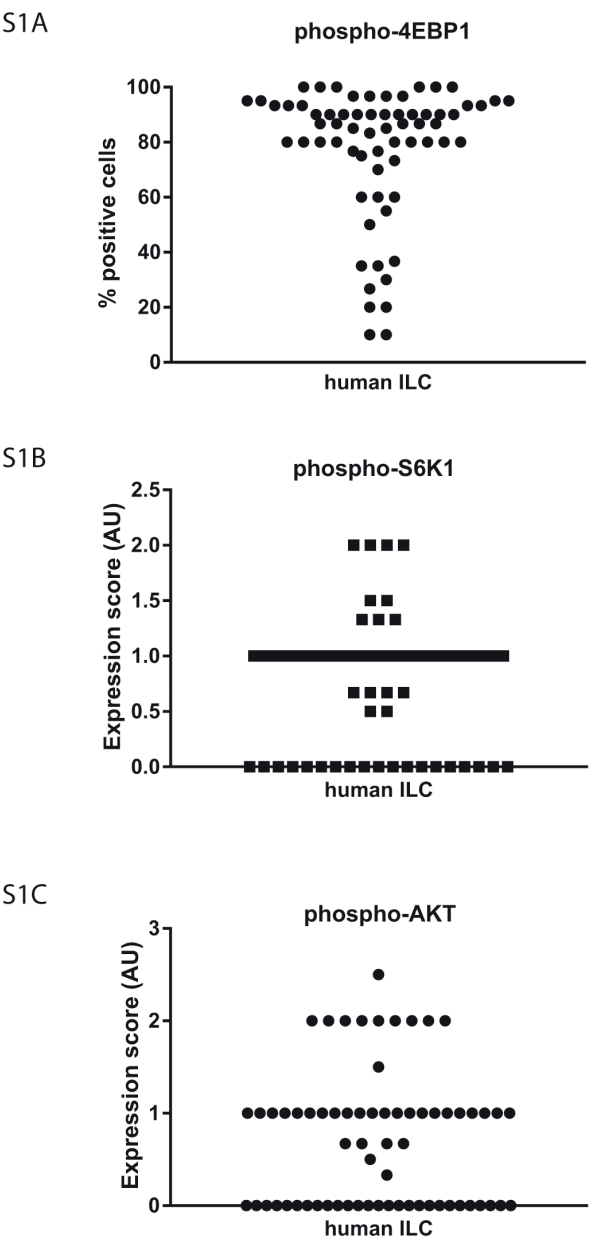 S1A
phospho-4EBP1
100
80
60
40
20
0
% positive cells
human ILC
S1B
phospho-S6K1
2.5
2.0
1.5
1.0
0.5
0.0
Expression score (AU)
human ILC
S1C
phospho-AKT
3
2
1
0
Expression score (AU)
human ILC